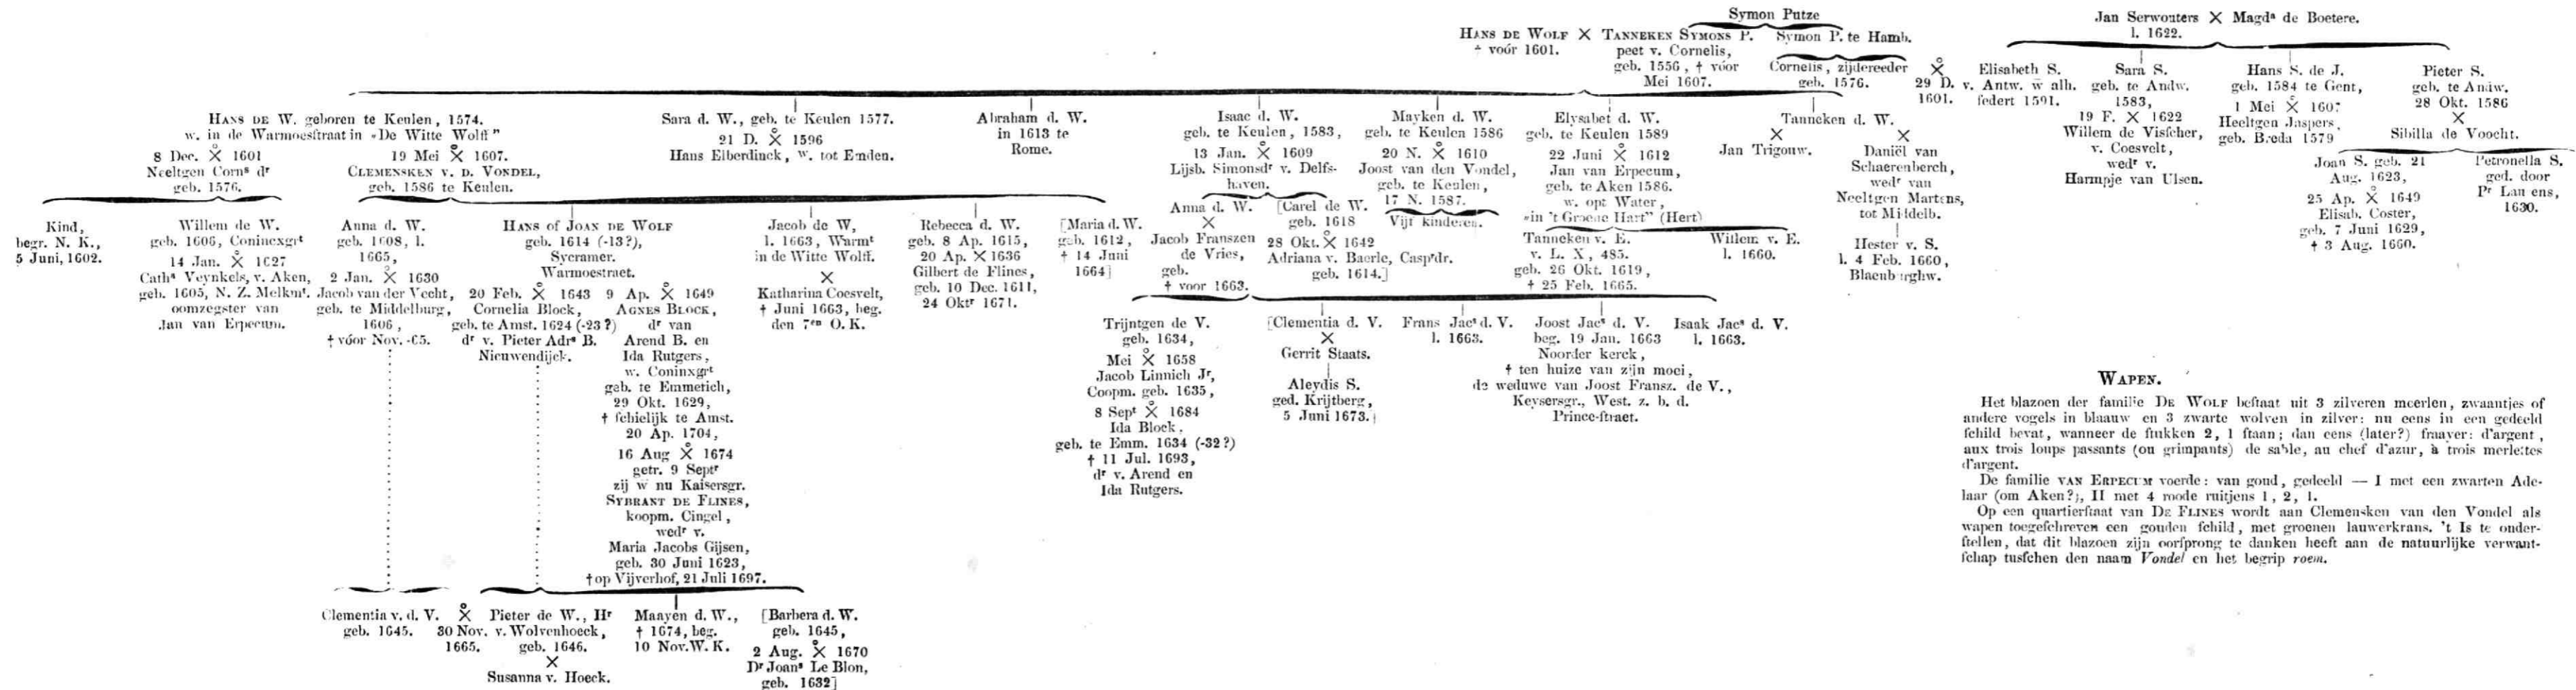 Symon Putze
HANS DE WOLF X TANNEKEN SYMONS P.
† voór 1601.
peet v. Cornelis,
geb. 1556, † vóor
Mei 1607.
Symon P. te Hamb.
Cornelis, zijdereeder
geb. 1576.
X
29 D.
1601.
Jan Serwouters X Magdᵃ de Boetere.
l. 1622.
Elisabeth S.
v. Antw. w alh.
ſedert 1591.
Sara S.
geb. te Andw.
1583,
19 F. X 1622
Willem de Viſcher,
v. Coesvelt,
wedʳ v.
Harmpje van Ulsen.
Hans S. de J.
geb. 1584 te Gent,
1 Mei X 1607
Heeltgen Jaspers
geb. Breda 1579
Pieter S.
geb. te Andw.
28 Okt. 1586
X
Sibilla de Voocht.
Joan S. geb. 21
Aug. 1623,
25 Ap. X 1649
Elisab. Coster,
geb. 7 Juni 1629,
† 3 Aug. 1660.
Petronella S.
ged. door
Pʳ Lan ens,
1630.
HANS DE W. geboren te Keulen, 1574.
w. in de Warmoesſtraat in „De Witte Wolff"
8 Dec. X 1601
Neeltgen Cornˢ dʳ
geb. 1576.
19 Mei X 1607.
CLEMENSKEN V. D. VONDEL,
geb. 1586 te Keulen.
Sara d. W., geb. te Keulen 1577.
21 D. X 1596
Hans Elberdinck, w. tot Emden.
Abraham d. W.
in 1613 te
Rome.
Isaac d. W.
geb. te Keulen, 1583,
13 Jan. X 1609
Lijsb. Simonsdʳ v. Delfs-
haven.
Mayken d. W.
geb. te Keulen 1586
20 N. X 1610
Joost van den Vondel,
geb. te Keulen,
17 N. 1587.
Vijf kinderen.
Elysabet d. W.
geb. te Keulen 1589
22 Juni X 1612
Jan van Erpecum,
geb. te Aken 1586.
w. opt Water,
„in 't Groene Hart" (Hert)
Tanneken d. W.
X
Jan Trigouw.
X
Daniël van
Schaerenberch,
wedʳ van
Neeltgen Martens,
tot Middelb.
Hester v. S.
l. 4 Feb. 1660,
Blaenburghw.
Kind,
begr. N. K.,
5 Juni, 1602.
Willem de W.
geb. 1606, Coninexgrᵗ
14 Jan. X 1627
Cathᵃ Veynkels, v. Aken,
geb. 1605, N. Z. Melkmᵗ.
oomzegster van
Jan van Erpecum.
Anna d. W.
geb. 1608, l.
1665,
2 Jan. X 1630
Jacob van der Vecht,
geb. te Middelburg,
1606,
† vóor Nov. -65.
HANS of JOAN DE WOLF
geb. 1614 (-13?),
Sycramer.
Warmoestraet.
20 Feb. X 1643
Cornelia Block,
geb. te Amst. 1624 (-23?)
dʳ v. Pieter Adrˢ B.
Nieuwendijck.
9 Ap. X 1649
AGNES BLOCK,
dʳ van
Arend B. en
Ida Rutgers,
w. Coninxgrᵗ
geb. te Emmerich,
29 Okt. 1629,
† ſchielijk te Amst.
20 Ap. 1704,
16 Aug X 1674
getr. 9 Septʳ
zij w nu Kaisersgr.
SYBRANT DE FLINES,
koopm. Cingel,
wedʳ v.
Maria Jacobs Gijsen,
geb. 30 Juni 1623,
† op Vijverhof, 21 Juli 1697.
Jacob de W,
l. 1663, Warmᵗ
in de Witte Wolff.
X
Katharina Coesvelt,
† Juni 1663, beg.
den 7ᵉⁿ O. K.
Rebecca d. W.
geb. 8 Ap. 1615,
20 Ap. X 1636
Gilbert de Flines,
geb. 10 Dec. 1611,
24 Oktʳ 1671.
[Maria d. W.
geb. 1612,
† 14 Juni
1664]
Anna d. W.
X
Jacob Franszen
de Vries,
geb.
† voor 1663.
[Carel de W.
geb. 1618
28 Okt. X 1642
Adriana v. Baerle, Caspʳdr.
geb. 1614.]
Tanneken v. E.
v. L. X, 485.
geb. 26 Okt. 1619,
† 25 Feb. 1665.
Willem v. E.
l. 1660.
Trijntgen de V.
geb. 1634,
Mei X 1658
Jacob Linnich Jʳ,
Coopm. geb. 1635,
8 Septᵗ X 1684
Ida Block,
geb. te Emm. 1634 (-32?)
† 11 Jul. 1693,
dʳ v. Arend en
Ida Rutgers.
[Clementia d. V.
X
Gerrit Staats.
Aleydis S.
ged. Krijtberg,
5 Juni 1673.]
Frans Jacˢ d. V.
l. 1663.
Joost Jacˢ d. V.
beg. 19 Jan. 1663
Noorder kerck,
† ten huize van zijn moei,
de weduwe van Joost Fransz. de V.,
Keysersgr., West. z. b. d.
Prince-ſtraet.
Isaak Jacˢ d. V.
l. 1663.
Clementia v. d. V.
geb. 1645.
X
30 Nov.
1665.
Pieter de W., Hʳ
v. Wolvenhoeck,
geb. 1646.
X
Susanna v. Hoeck.
Maayen d. W.,
† 1674, beg.
10 Nov. W. K.
[Barbera d. W.
geb. 1645,
2 Aug. X 1670
Dʳ Joanˢ Le Blon,
geb. 1632]
WAPEN.
Het blazoen der familie DE WOLF beſtaat uit 3 zilveren meerlen, zwaantjes of
andere vogels in blaauw en 3 zwarte wolven in zilver: nu eens in een gedeeld
ſchild bevat, wanneer de ſtukken 2, 1 ſtaan; dan eens (later?) fraayer: d'argent,
aux trois loups passants (ou grimpants) de sable, au chef d'azur, à trois merlettes
d'argent.
De familie VAN ERPECUM voerde: van goud, gedeeld — I met een zwarten Ade-
laar (om Aken?), II met 4 roode ruitjens 1, 2, 1.
Op een quartierſtaat van DE FLINES wordt aan Clemensken van den Vondel als
wapen toegeſchreven een gouden ſchild, met groenen lauwerkrans. 't Is te onder-
ſtellen, dat dit blazoen zijn oorſprong te danken heeft aan de natuurlijke verwant-
ſchap tusſchen den naam Vondel en het begrip roem.